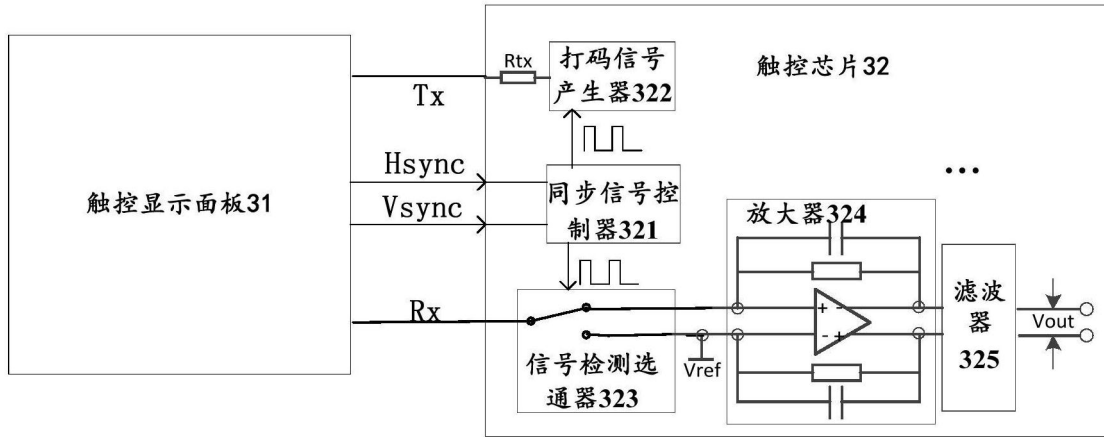 触控芯片32
Rtx
打码信号
产生器322
Tx
Hsync
Vsync
触控显示面板31
同步信号控
制器321
...
放大器324
Rx
+ -
- +
Vref
信号检测选
通器323
滤波
器
325
Vout